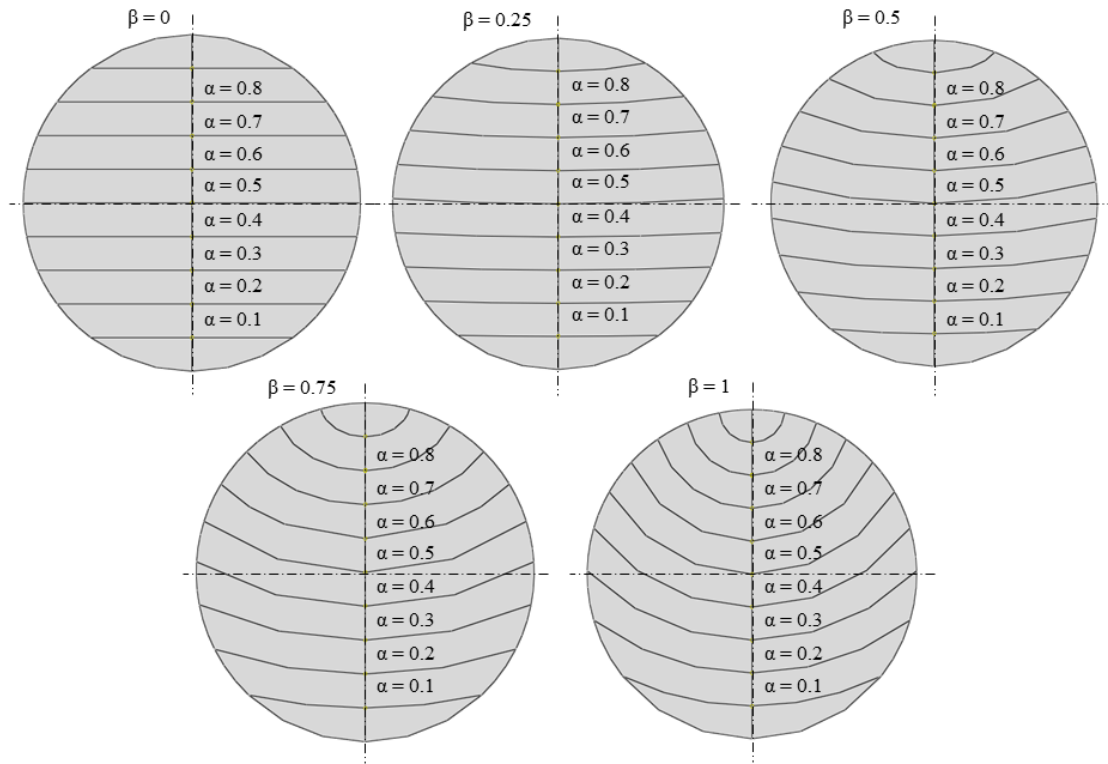 β = 0
α = 0.8
α = 0.7
α = 0.6
α = 0.5
α = 0.4
α = 0.3
α = 0.2
α = 0.1
β = 0.25
α = 0.8
α = 0.7
α = 0.6
α = 0.5
α = 0.4
α = 0.3
α = 0.2
α = 0.1
β = 0.5
α = 0.8
α = 0.7
α = 0.6
α = 0.5
α = 0.4
α = 0.3
α = 0.2
α = 0.1
β = 0.75
α = 0.8
α = 0.7
α = 0.6
α = 0.5
α = 0.4
α = 0.3
α = 0.2
α = 0.1
β = 1
α = 0.8
α = 0.7
α = 0.6
α = 0.5
α = 0.4
α = 0.3
α = 0.2
α = 0.1